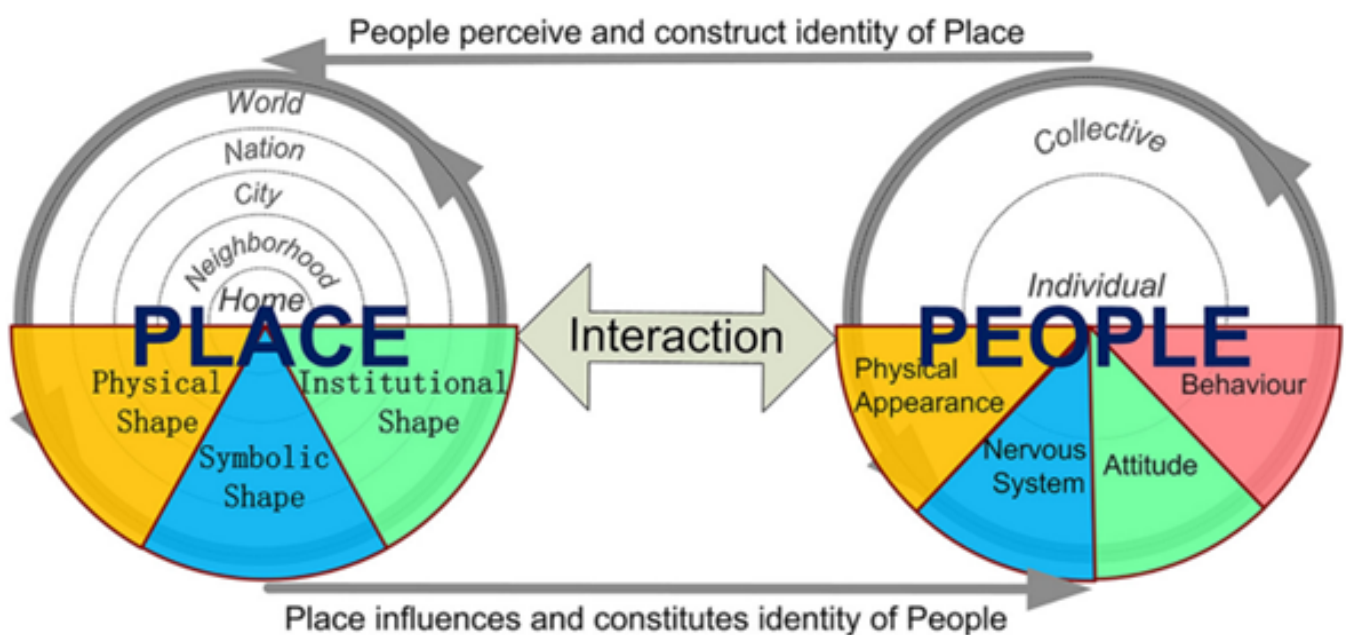 People perceive and construct identity of Place
World
Nation
City
Neighborhood
Home
PLACE
Physical
Shape
Symbolic
Shape
Institutional
Shape
Interaction
Collective
Individual
PEOPLE
Physical
Appearance
Nervous
System
Attitude
Behaviour
Place influences and constitutes identity of People